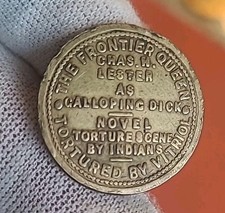 THE FRONTIER QUEEN
CHAS. W.
LESTER
AS
GALLOPING DICK
NOVEL
TORTURE SCENE
BY INDIANS
TORTURED BY VITRIOL